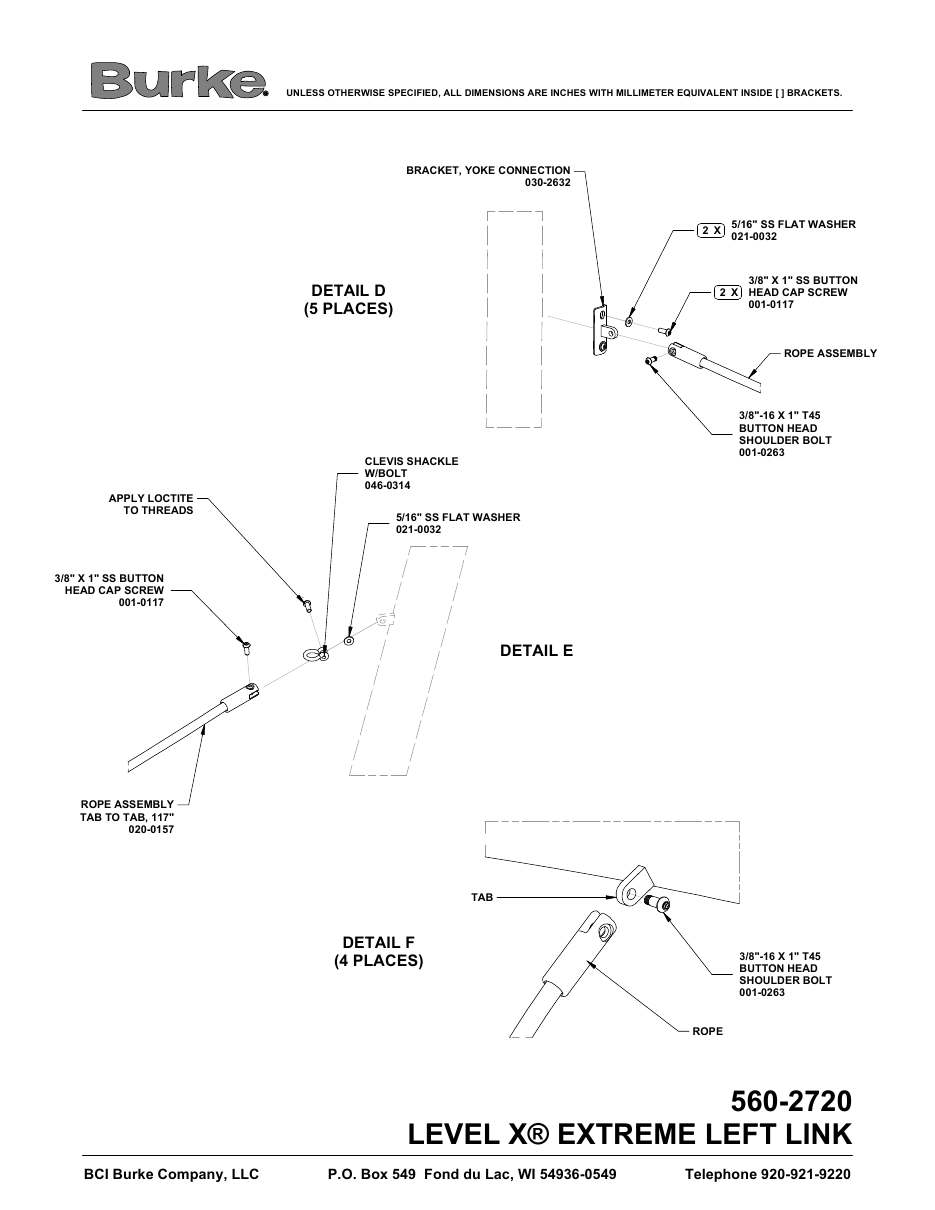 Burke
UNLESS OTHERWISE SPECIFIED, ALL DIMENSIONS ARE INCHES WITH MILLIMETER EQUIVALENT INSIDE [ ] BRACKETS.
BRACKET, YOKE CONNECTION
030-2632
2 X
5/16" SS FLAT WASHER
021-0032
DETAIL D
(5 PLACES)
2 X
3/8" X 1" SS BUTTON
HEAD CAP SCREW
001-0117
ROPE ASSEMBLY
3/8"-16 X 1" T45
BUTTON HEAD
SHOULDER BOLT
001-0263
CLEVIS SHACKLE
W/BOLT
046-0314
APPLY LOCTITE
TO THREADS
5/16" SS FLAT WASHER
021-0032
3/8" X 1" SS BUTTON
HEAD CAP SCREW
001-0117
DETAIL E
ROPE ASSEMBLY
TAB TO TAB, 117"
020-0157
TAB
DETAIL F
(4 PLACES)
3/8"-16 X 1" T45
BUTTON HEAD
SHOULDER BOLT
001-0263
ROPE
560-2720
LEVEL X® EXTREME LEFT LINK
BCI Burke Company, LLC
P.O. Box 549 Fond du Lac, WI 54936-0549
Telephone 920-921-9220